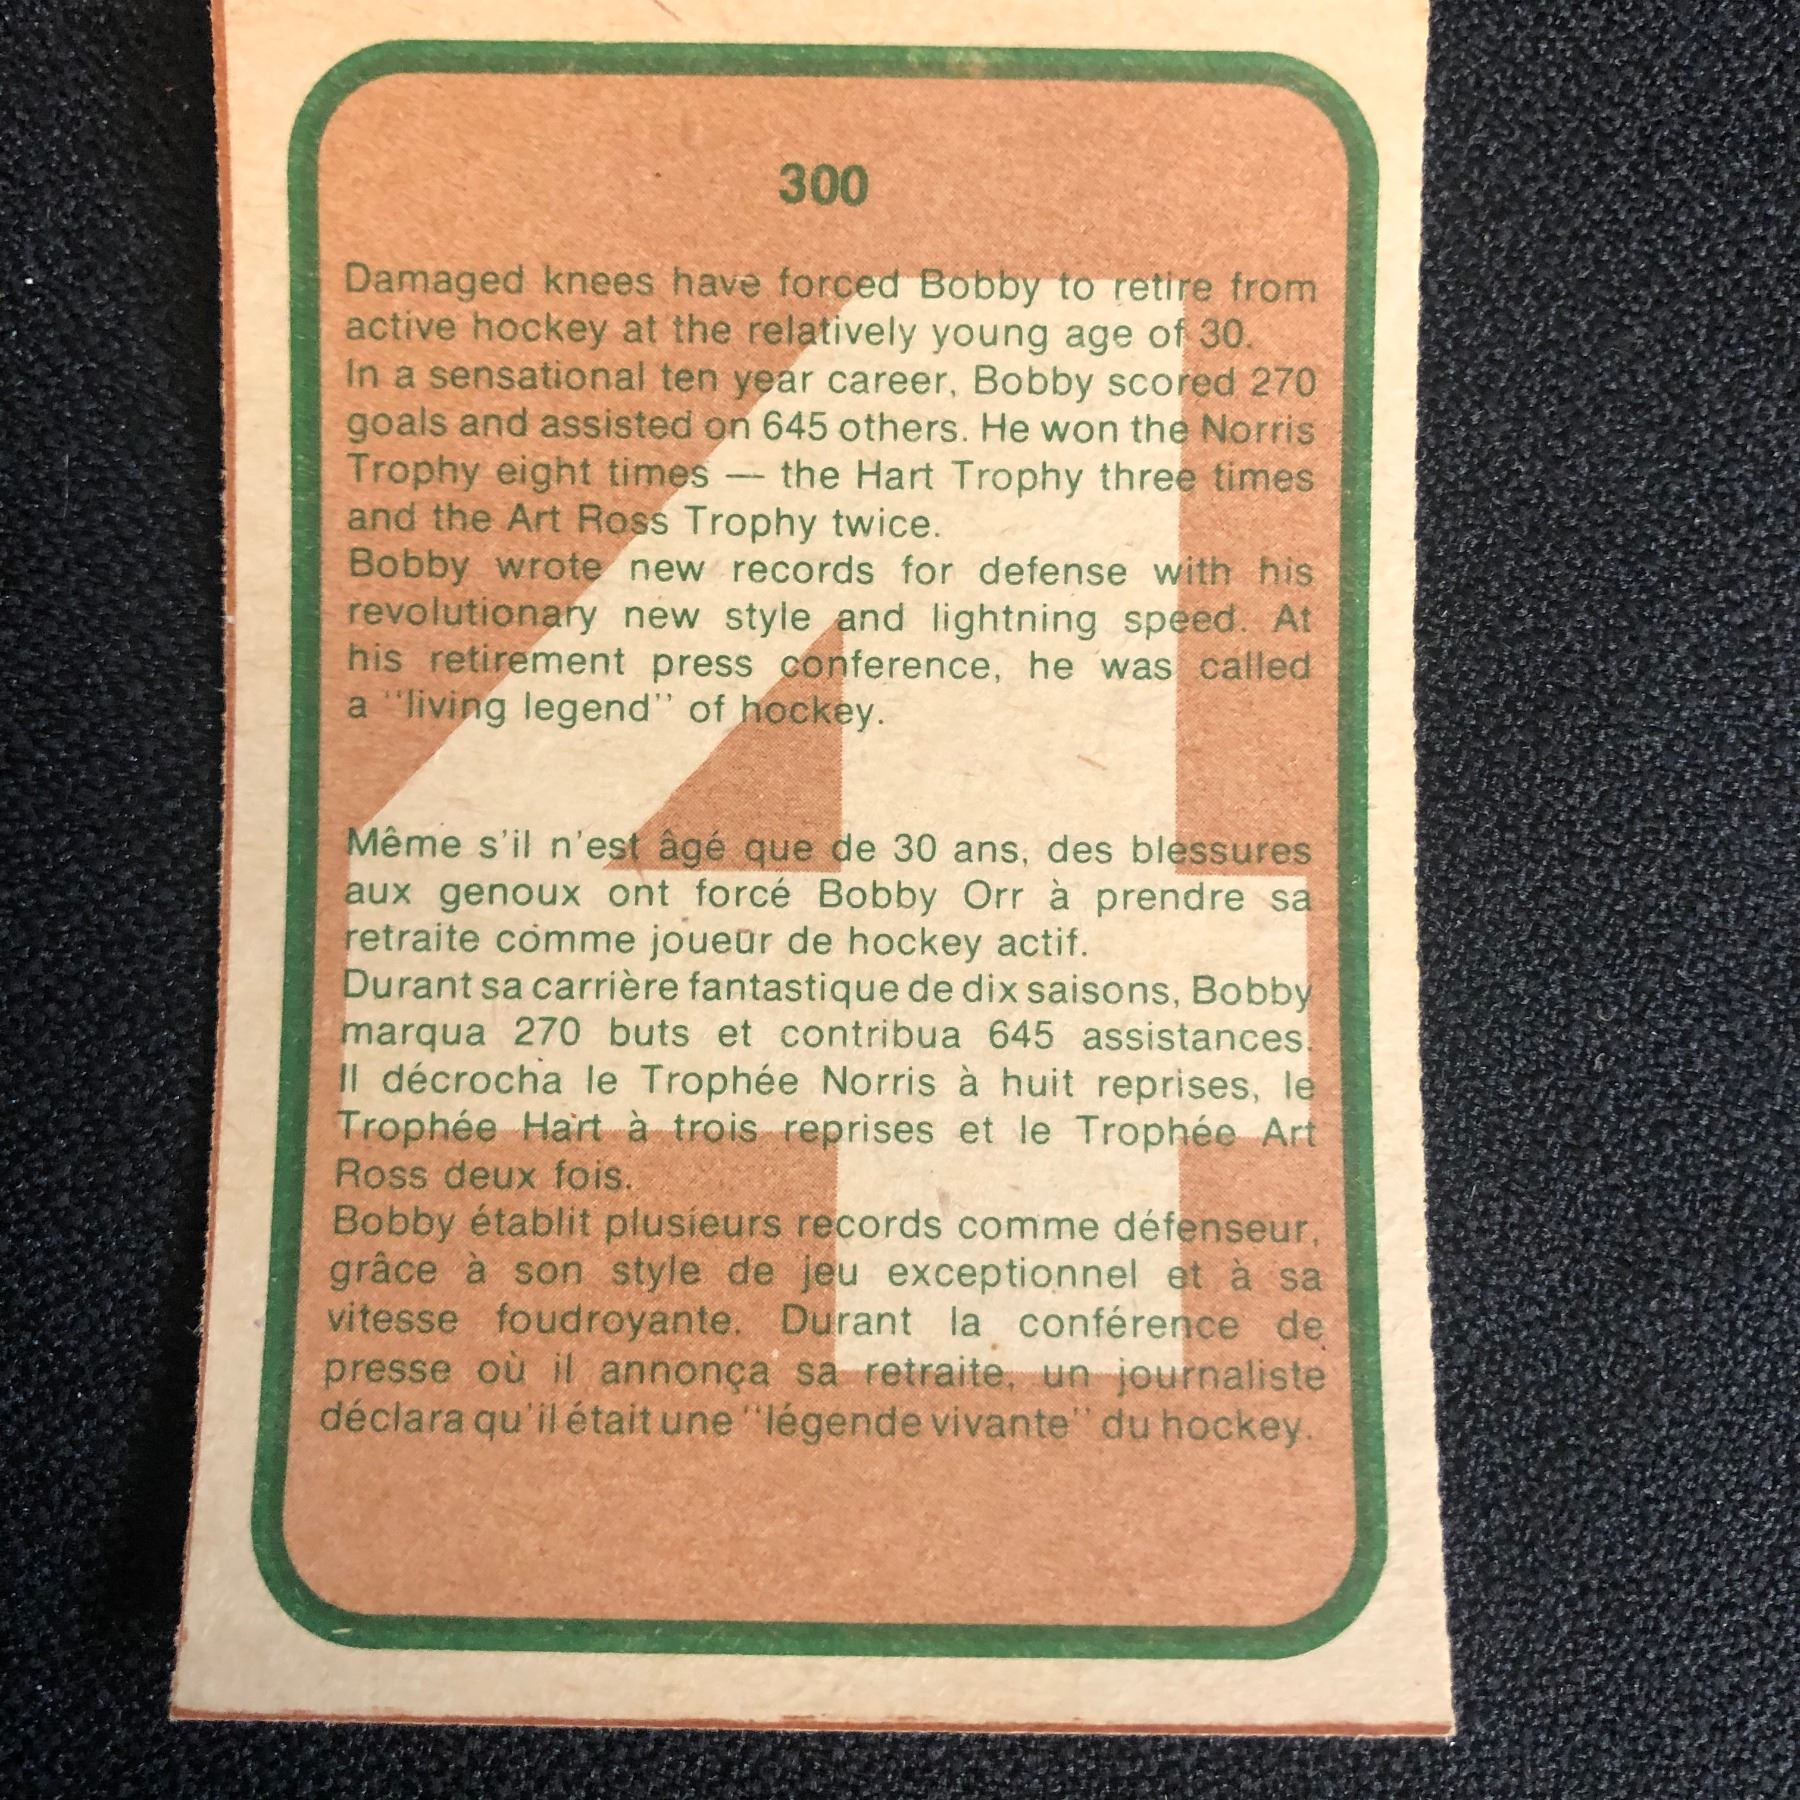 300
Damaged knees have forced Bobby to retire from
active hockey at the relatively young age of 30.
In a sensational ten year career, Bobby scored 270
goals and assisted on 645 others. He won the Norris
Trophy eight times — the Hart Trophy three times
and the Art Ross Trophy twice.
Bobby wrote new records for defense with his
revolutionary new style and lightning speed. At
his retirement press conference, he was called
a "living legend" of hockey.
Même s'il n'est âgé que de 30 ans, des blessures
aux genoux ont forcé Bobby Orr à prendre sa
retraite comme joueur de hockey actif.
Durant sa carrière fantastique de dix saisons, Bobby
marqua 270 buts et contribua 645 assistances.
Il décrocha le Trophée Norris à huit reprises, le
Trophée Hart à trois reprises et le Trophée Art
Ross deux fois.
Bobby établit plusieurs records comme défenseur,
grâce à son style de jeu exceptionnel et à sa
vitesse foudroyante. Durant la conférence de
presse où il annonça sa retraite, un journaliste
déclara qu'il était une "légende vivante" du hockey.
4